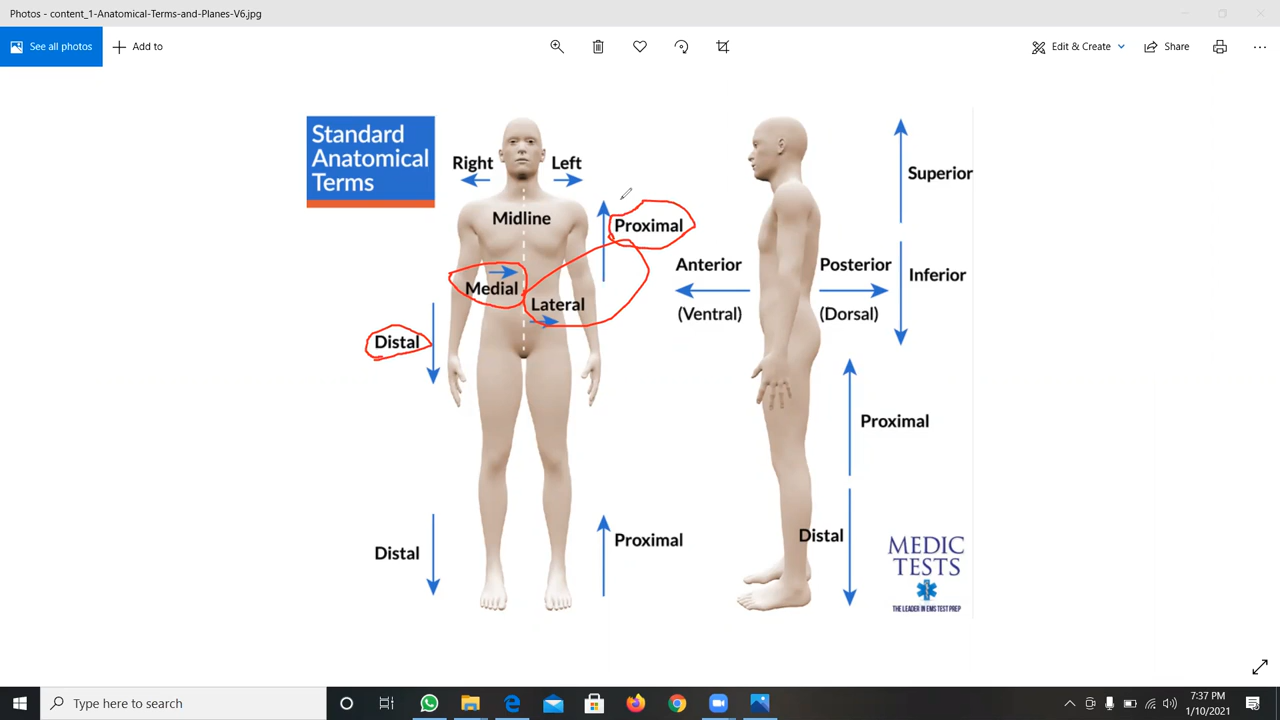 Photos - content_1-Anatomical-Terms-and-Planes-V6.jpg
See all photos
Add to
Edit & Create
Share
Standard
Anatomical
Terms
Right
Left
Midline
Proximal
Medial
Lateral
Distal
Distal
Proximal
Superior
Inferior
Anterior
(Ventral)
Posterior
(Dorsal)
Proximal
Distal
MEDIC
TESTS
THE LEADER IN EMS TEST PREP
Type here to search
7:37 PM
1/10/2021